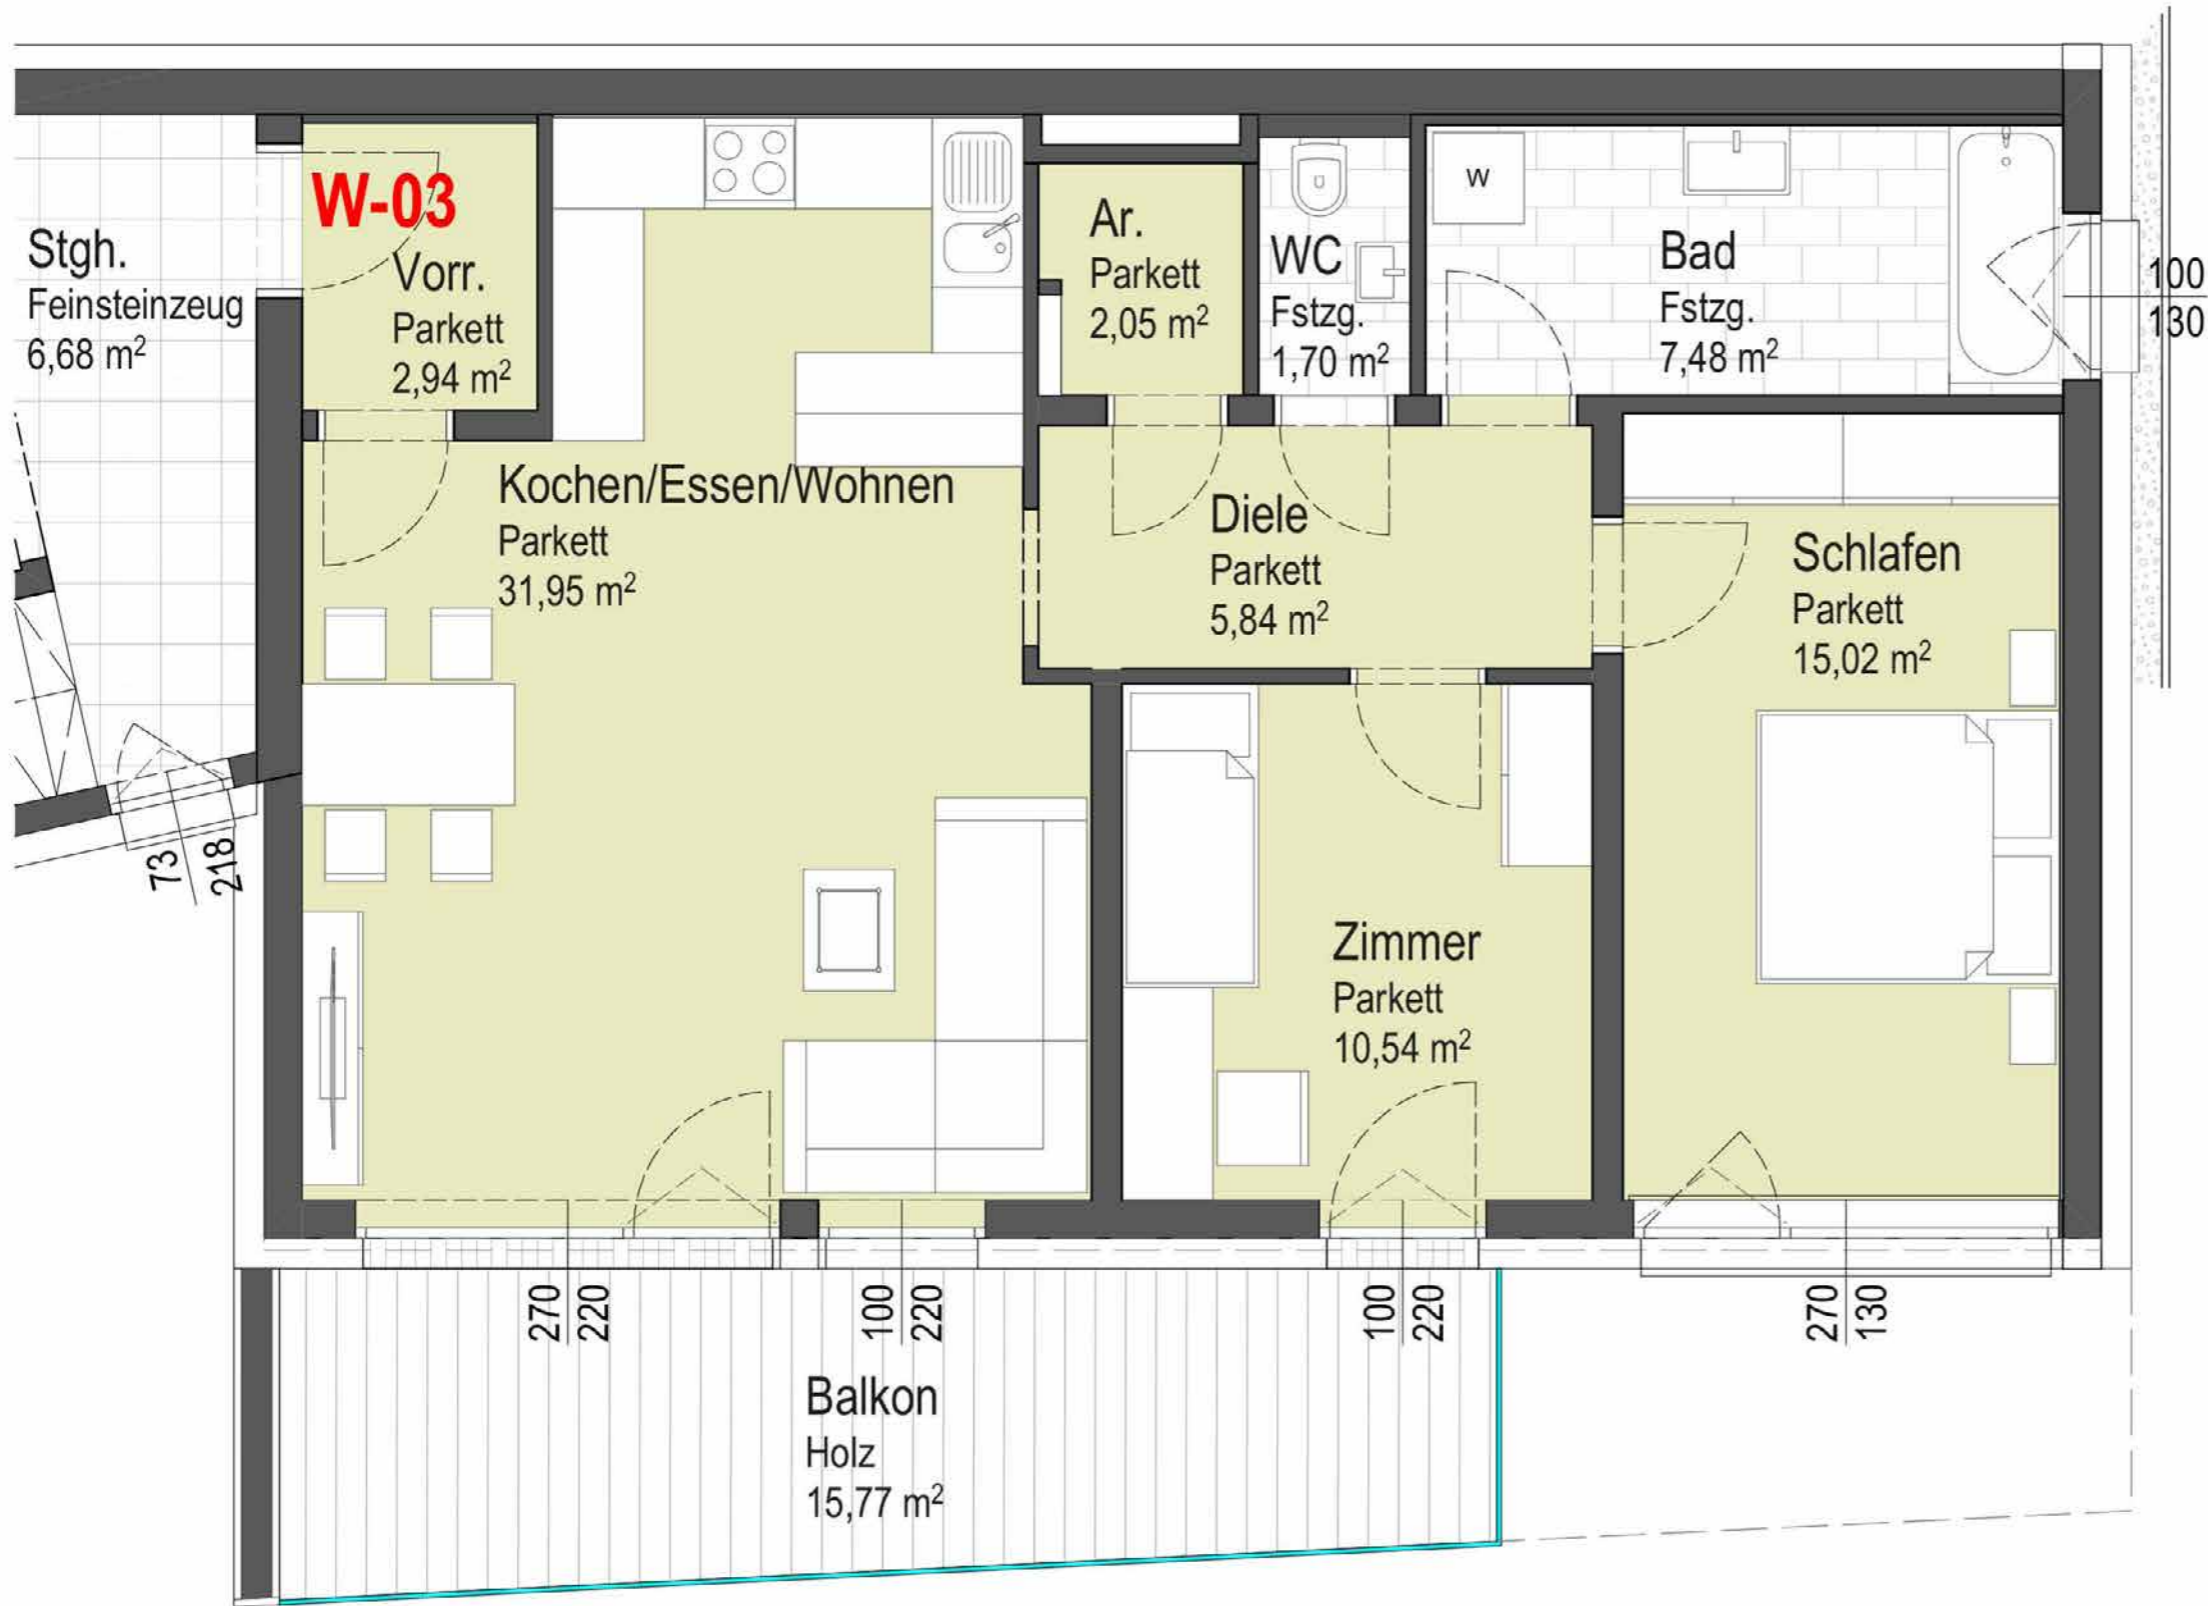 W-03
Stgh.
Feinsteinzeug
6,68 m²
Vorr.
Parkett
2,94 m²
Kochen/Essen/Wohnen
Parkett
31,95 m²
Ar.
Parkett
2,05 m²
WC
Fstzg.
1,70 m²
W
Bad
Fstzg.
7,48 m²
100
130
Diele
Parkett
5,84 m²
Schlafen
Parkett
15,02 m²
73
218
Zimmer
Parkett
10,54 m²
270
220
100
220
100
220
270
130
Balkon
Holz
15,77 m²